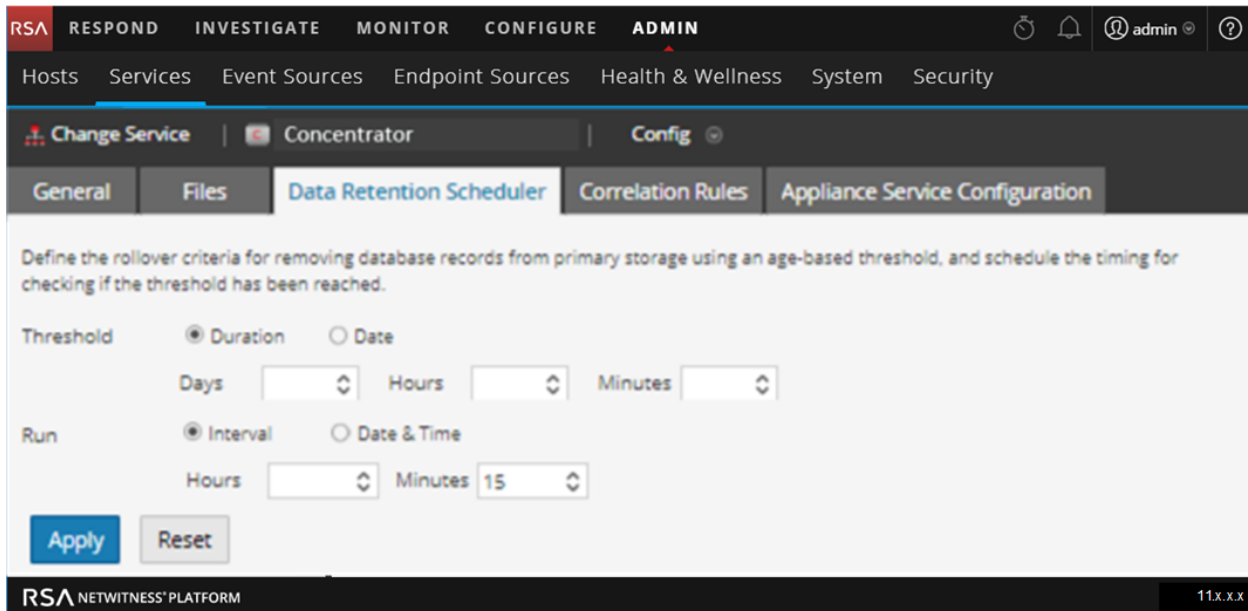 RSA RESPOND INVESTIGATE MONITOR CONFIGURE ADMIN admin ?
Hosts Services Event Sources Endpoint Sources Health & Wellness System Security
Change Service | C Concentrator | Config
General Files Data Retention Scheduler Correlation Rules Appliance Service Configuration
Define the rollover criteria for removing database records from primary storage using an age-based threshold, and schedule the timing for
checking if the threshold has been reached.
Threshold Duration Date
Days Hours Minutes
Run Interval Date & Time
Hours Minutes 15
Apply Reset
RSA NETWITNESS® PLATFORM 11.x.x.x